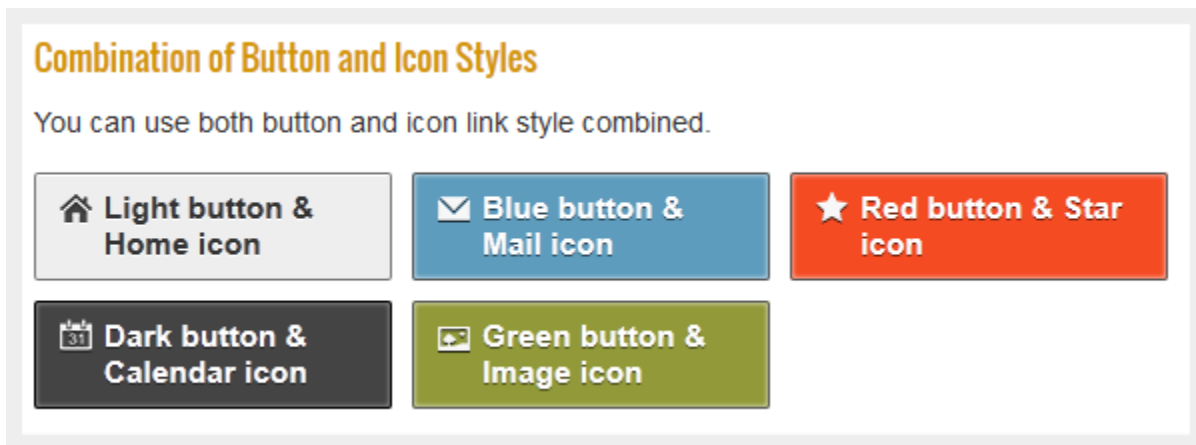 Combination of Button and Icon Styles
You can use both button and icon link style combined.
Light button &
Home icon
Blue button &
Mail icon
Red button & Star
icon
31
Dark button &
Calendar icon
Green button &
Image icon